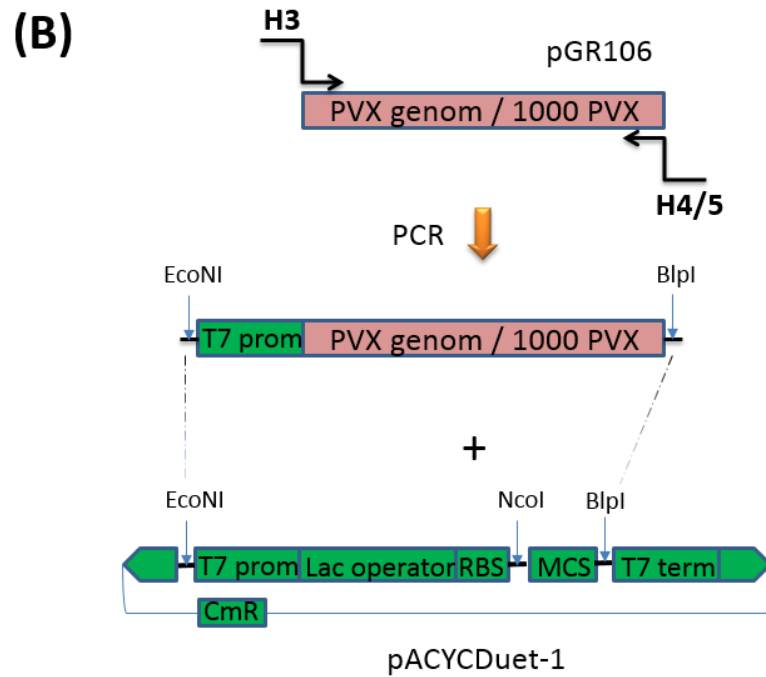 (B)
H3
pGR106
PVX genom / 1000 PVX
H4/5
PCR
EcoNI
BlpI
T7 prom PVX genom / 1000 PVX
+
EcoNI NcoI BlpI
T7 prom Lac operator RBS MCS T7 term
CmR
pACYCDuet-1